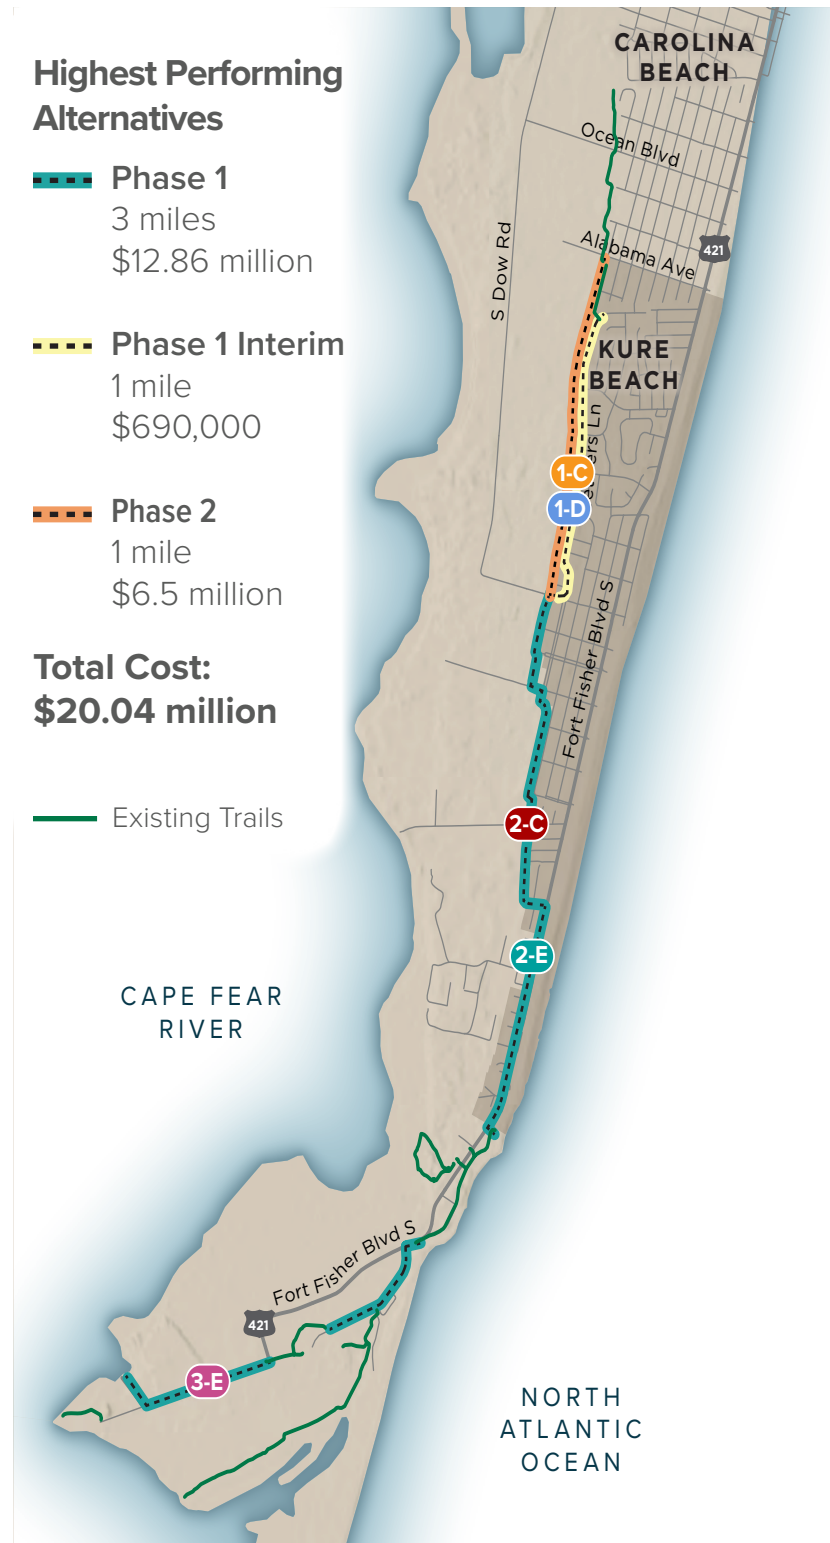 Highest Performing
Alternatives
Phase 1
3 miles
$12.86 million
Phase 1 Interim
1 mile
$690,000
Phase 2
1 mile
$6.5 million
Total Cost:
$20.04 million
Existing Trails
CAROLINA
BEACH
Ocean Blvd
Alabama Ave
421
S Dow Rd
KURE
BEACH
Ln
1-C
1-D
Fort Fisher Blvd S
2-C
2-E
CAPE FEAR
RIVER
Fort Fisher Blvd S
421
3-E
NORTH
ATLANTIC
OCEAN